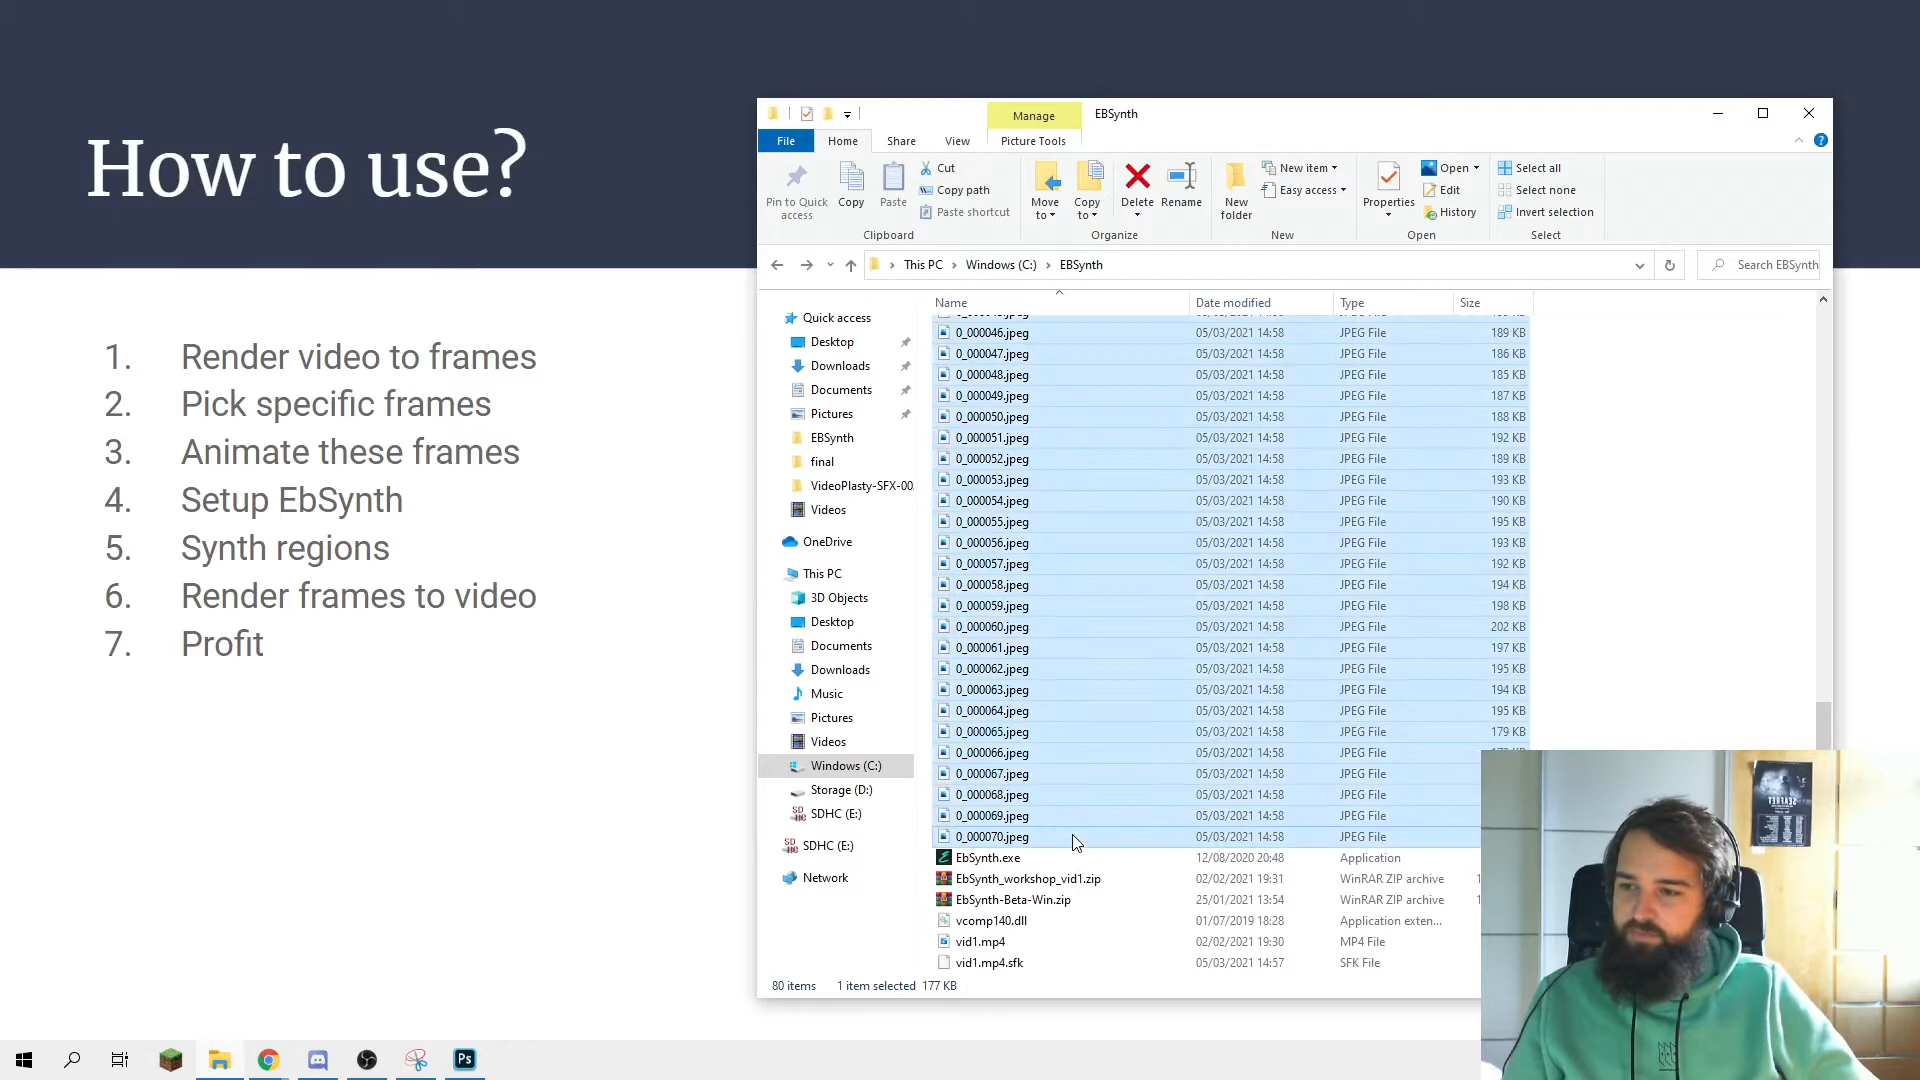 How to use?
1. Render video to frames
2. Pick specific frames
3. Animate these frames
4. Setup EbSynth
5. Synth regions
6. Render frames to video
7. Profit
Manage EBSynth
File Home Share View Picture Tools
Pin to Quick access
Copy
Paste
Cut
Copy path
Paste shortcut
Clipboard
Move to
Copy to
Delete
Rename
Organize
New folder
New item
Easy access
New
Properties
Open
Edit
History
Open
Select all
Select none
Invert selection
Select
This PC > Windows (C:) > EBSynth
Search EBSynth
Quick access
Desktop
Downloads
Documents
Pictures
EBSynth
final
VideoPlasty-SFX-00
Videos
OneDrive
This PC
3D Objects
Desktop
Documents
Downloads
Music
Pictures
Videos
Windows (C:)
Storage (D:)
SDHC (E:)
SDHC (E:)
Network
Name Date modified Type Size
0_000046.jpeg 05/03/2021 14:58 JPEG File 189 KB
0_000047.jpeg 05/03/2021 14:58 JPEG File 186 KB
0_000048.jpeg 05/03/2021 14:58 JPEG File 185 KB
0_000049.jpeg 05/03/2021 14:58 JPEG File 187 KB
0_000050.jpeg 05/03/2021 14:58 JPEG File 188 KB
0_000051.jpeg 05/03/2021 14:58 JPEG File 192 KB
0_000052.jpeg 05/03/2021 14:58 JPEG File 189 KB
0_000053.jpeg 05/03/2021 14:58 JPEG File 193 KB
0_000054.jpeg 05/03/2021 14:58 JPEG File 190 KB
0_000055.jpeg 05/03/2021 14:58 JPEG File 195 KB
0_000056.jpeg 05/03/2021 14:58 JPEG File 193 KB
0_000057.jpeg 05/03/2021 14:58 JPEG File 192 KB
0_000058.jpeg 05/03/2021 14:58 JPEG File 194 KB
0_000059.jpeg 05/03/2021 14:58 JPEG File 198 KB
0_000060.jpeg 05/03/2021 14:58 JPEG File 202 KB
0_000061.jpeg 05/03/2021 14:58 JPEG File 197 KB
0_000062.jpeg 05/03/2021 14:58 JPEG File 195 KB
0_000063.jpeg 05/03/2021 14:58 JPEG File 194 KB
0_000064.jpeg 05/03/2021 14:58 JPEG File 195 KB
0_000065.jpeg 05/03/2021 14:58 JPEG File 179 KB
0_000066.jpeg 05/03/2021 14:58 JPEG File
0_000067.jpeg 05/03/2021 14:58 JPEG File
0_000068.jpeg 05/03/2021 14:58 JPEG File
0_000069.jpeg 05/03/2021 14:58 JPEG File
0_000070.jpeg 05/03/2021 14:58 JPEG File
EbSynth.exe 12/08/2020 20:48 Application
EbSynth_workshop_vid1.zip 02/02/2021 19:31 WinRAR ZIP archive 1
EbSynth-Beta-Win.zip 25/01/2021 13:54 WinRAR ZIP archive 1
vcomp140.dll 01/07/2019 18:28 Application exten...
vid1.mp4 02/02/2021 19:30 MP4 File
vid1.mp4.sfk 05/03/2021 14:57 SFK File
80 items 1 item selected 177 KB
Ps